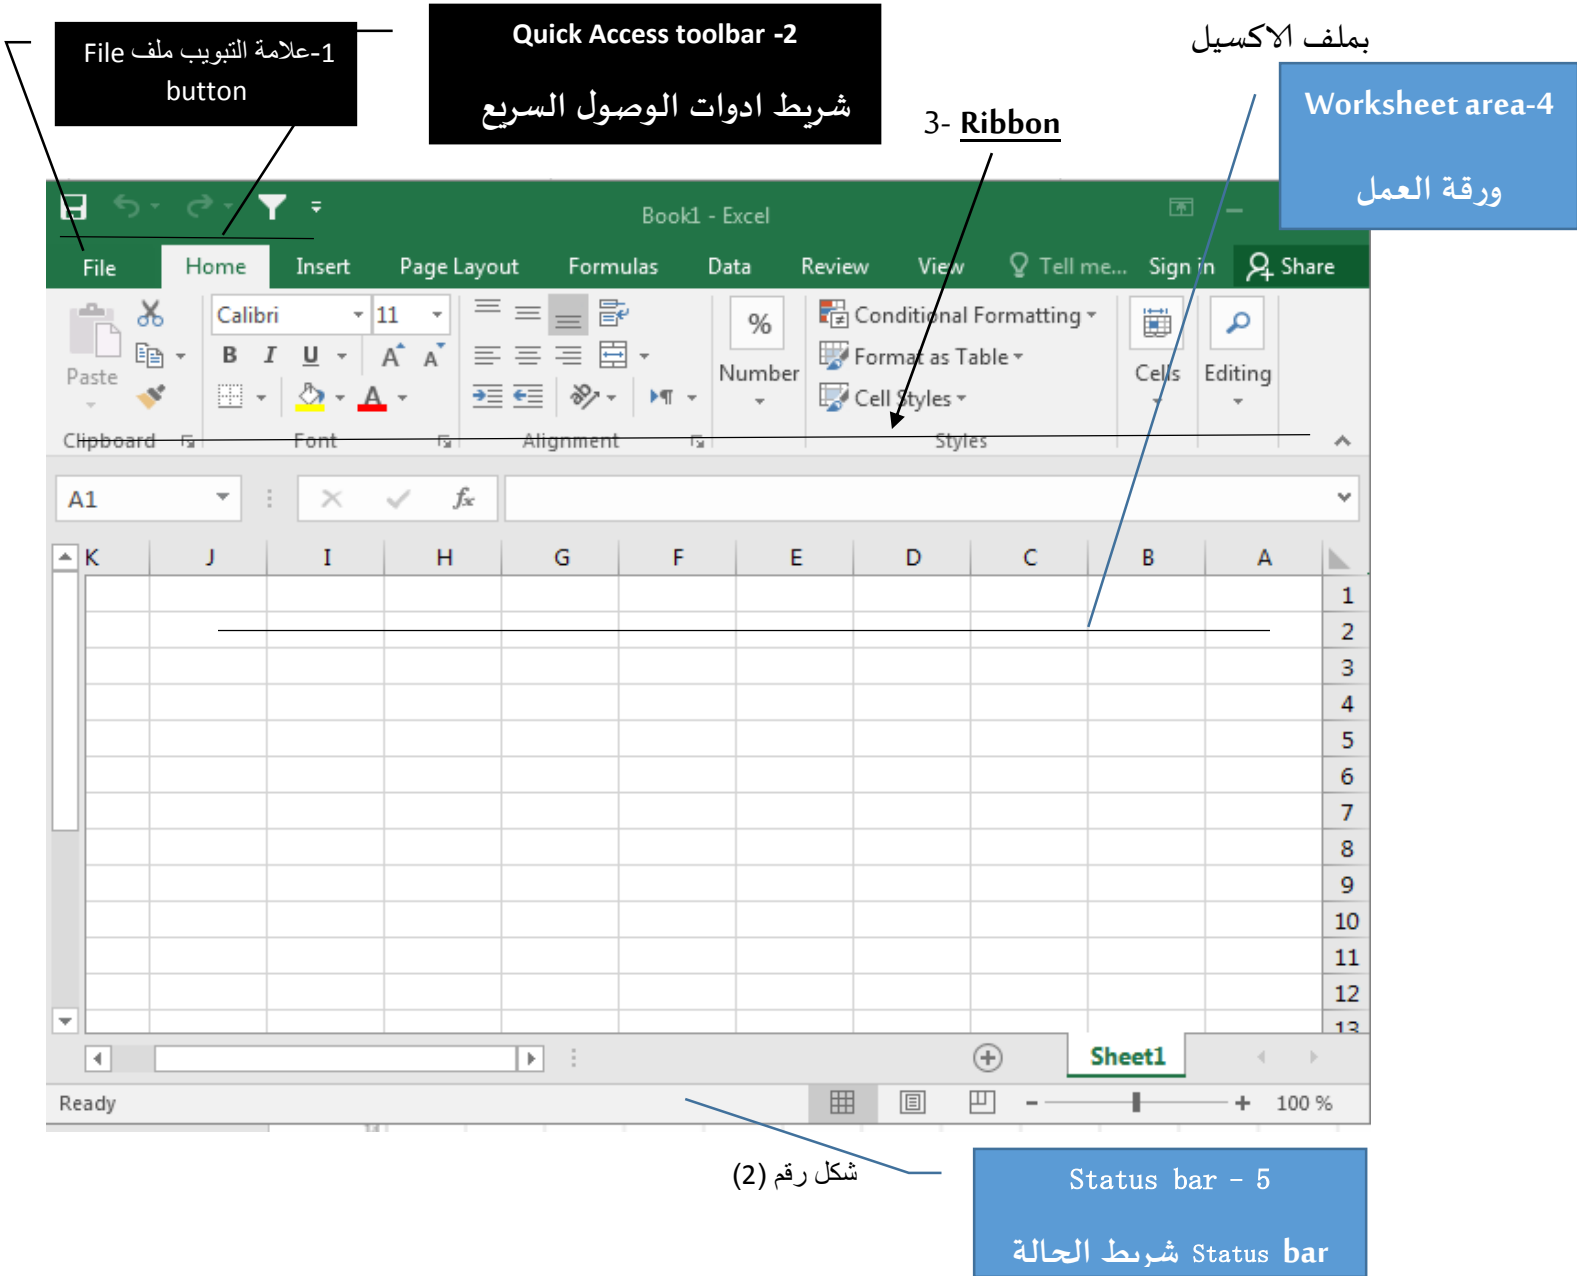 بملف الاكسيل
1-علامة التبويب ملف File
button
Quick Access toolbar -2
شريط ادوات الوصول السريع
3- Ribbon
Worksheet area-4
ورقة العمل
Book1 - Excel
File Home Insert Page Layout Formulas Data Review View Tell me... Sign in Share
Calibri 11
Conditional Formatting
B I U A A
Format as Table
Paste
% Number
Cells Editing
A
Cell Styles
Clipboard Font Alignment Styles
A1 fx
K J I H G F E D C B A
1
2
3
4
5
6
7
8
9
10
11
12
13
Sheet1
Ready 100 %
شكل رقم (2)
Status bar - 5
شريط الحالة Status bar